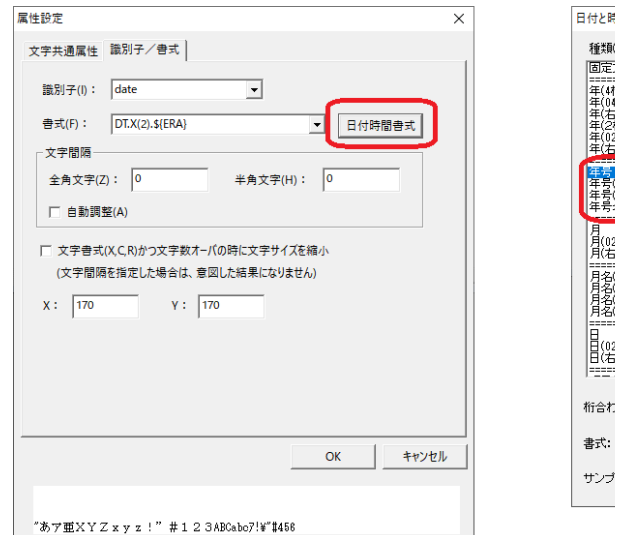 属性設定
文字共通属性 識別子／書式
識別子(I)： date
書式(F)： DT.X(2).${ERA} 日付時間書式
文字間隔
全角文字(Z)： 0 半角文字(H)： 0
自動調整(A)
文字書式(X,C,R)かつ文字数オーバの時に文字サイズを縮小
(文字間隔を指定した場合は、意図した結果になりません)
X： 170 Y： 170
OK キャンセル
"あア亜ＸＹＺｘｙｚ！"＃１２３ABCabc7!¥"#456
日付と時
種類(
固定
=====
年(4桁
年(04
年(右
年(2桁
年(02
年(右
年号
年号(
年号(
年号
月
月(02
月(右
=====
月名(
月名(
月名(
月名(
=====
日
日(02
日(右
=====
桁合わ
書式:
サンプ